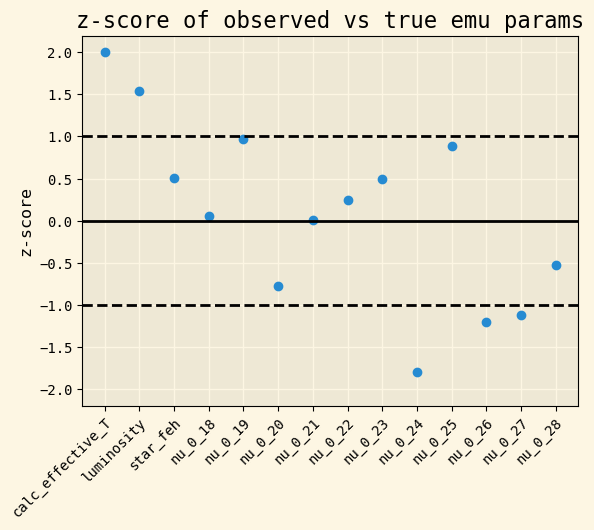 z-score of observed vs true emu params
z-score
2.0
1.5
1.0
0.5
0.0
−0.5
−1.0
−1.5
−2.0
calc_effective_T
luminosity
star_feh
nu_0_18
nu_0_19
nu_0_20
nu_0_21
nu_0_22
nu_0_23
nu_0_24
nu_0_25
nu_0_26
nu_0_27
nu_0_28